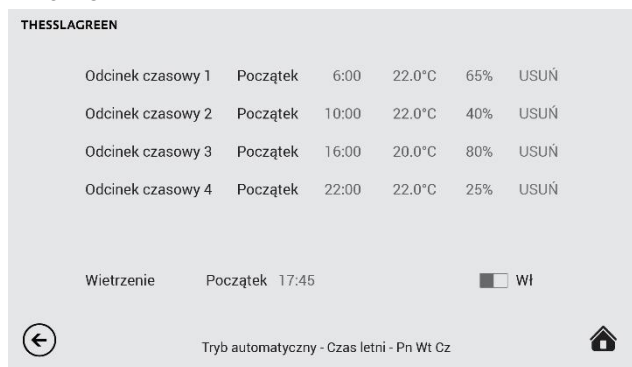 THESSLAGREEN
Odcinek czasowy 1 Początek 6:00 22.0°C 65% USUŃ
Odcinek czasowy 2 Początek 10:00 22.0°C 40% USUŃ
Odcinek czasowy 3 Początek 16:00 20.0°C 80% USUŃ
Odcinek czasowy 4 Początek 22:00 22.0°C 25% USUŃ
Wietrzenie Początek 17:45 Wł
Tryb automatyczny - Czas letni - Pn Wt Cz